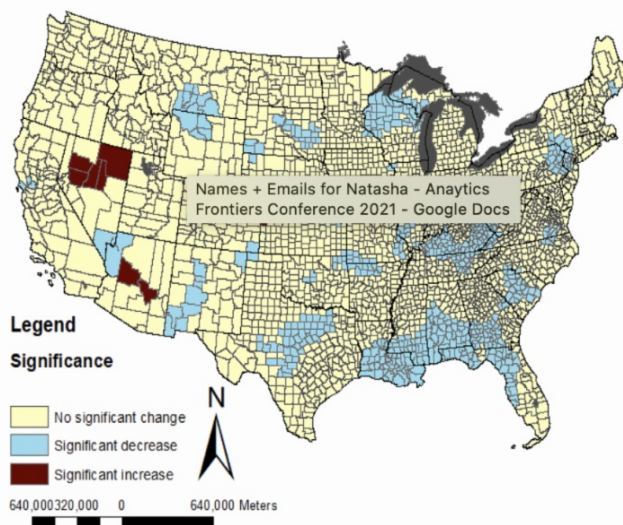 Names + Emails for Natasha - Anaytics
Frontiers Conference 2021 - Google Docs
Legend
Significance
N
No significant change
Significant decrease
Significant increase
640,000320,000 0 640,000 Meters